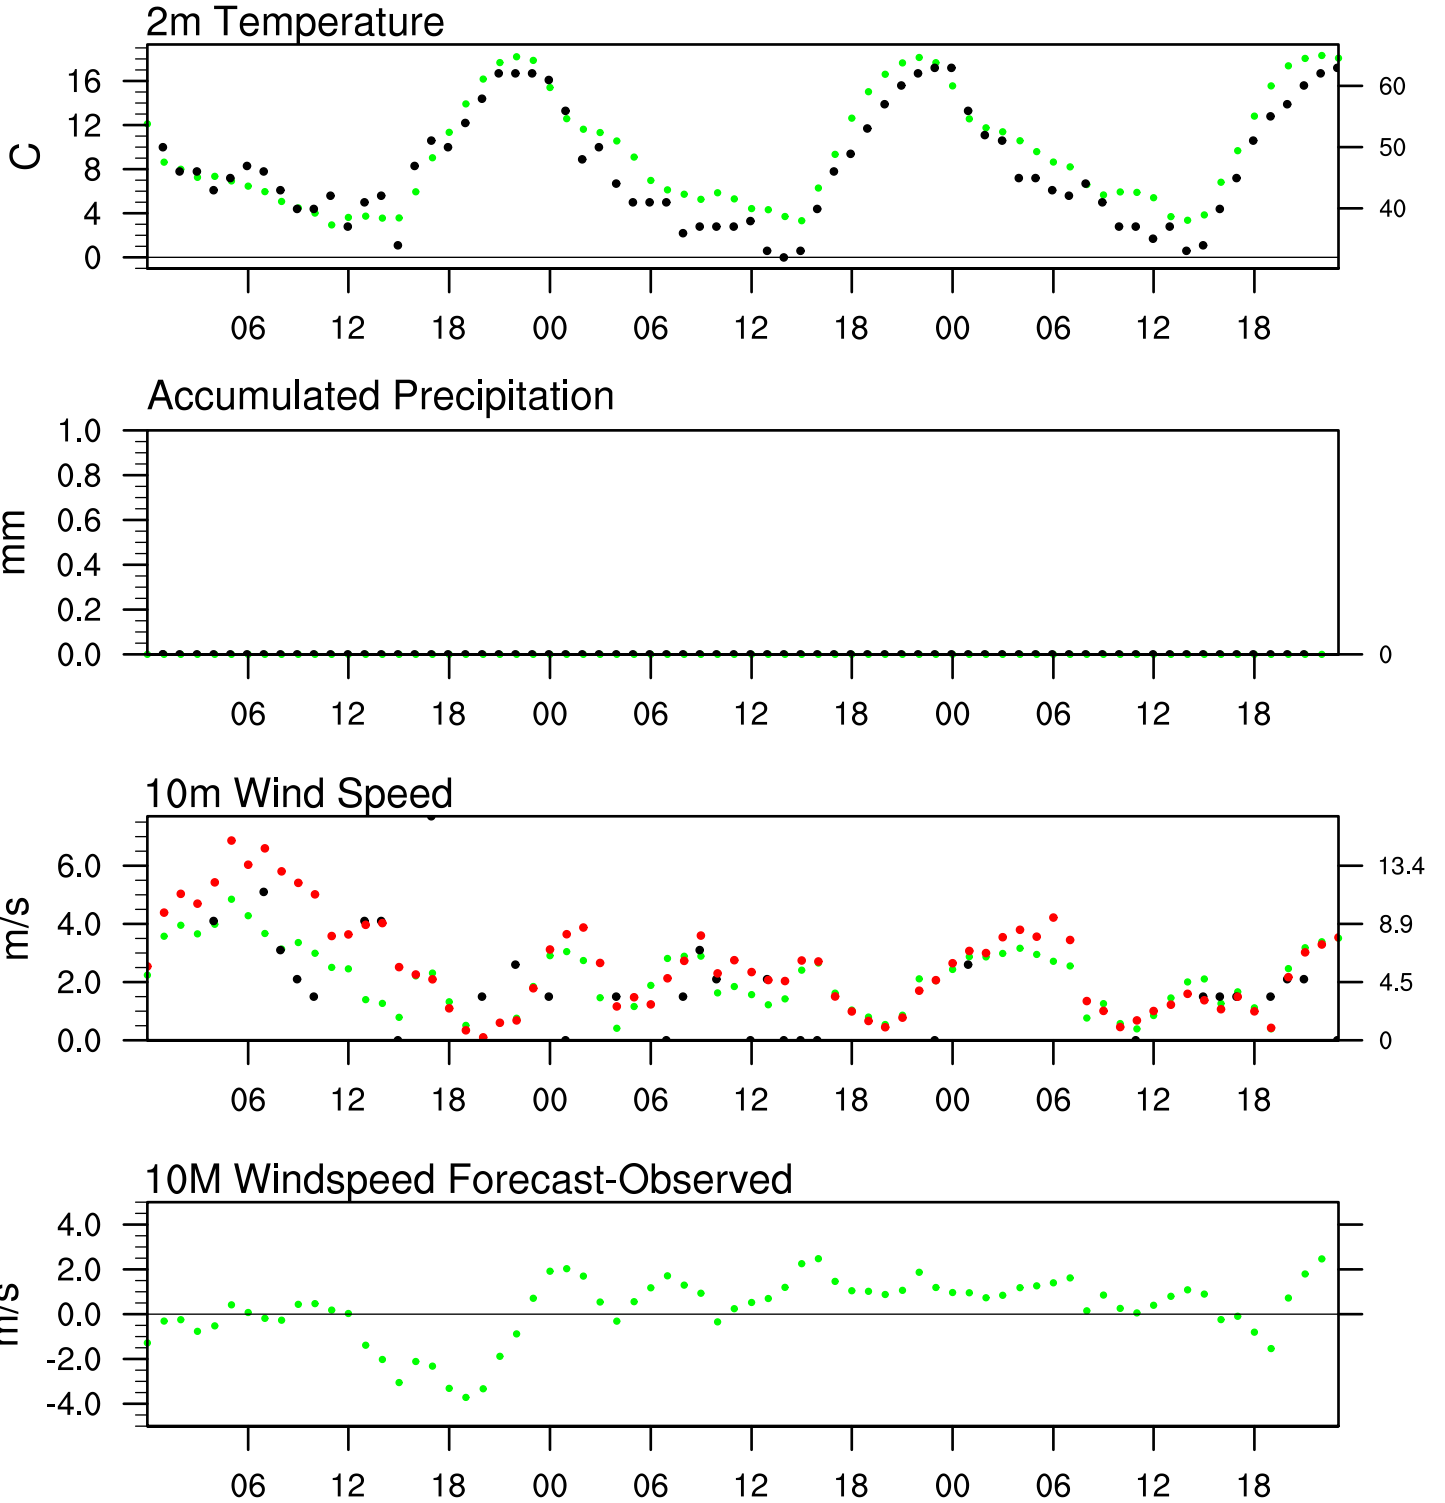 2m Temperature
16
12
8
4
0
C
60
50
40
06 12 18 00 06 12 18 00 06 12 18
Accumulated Precipitation
1.0
0.8
0.6
0.4
0.2
0.0
mm
0
06 12 18 00 06 12 18 00 06 12 18
10m Wind Speed
6.0
4.0
2.0
0.0
m/s
13.4
8.9
4.5
0
06 12 18 00 06 12 18 00 06 12 18
10M Windspeed Forecast-Observed
4.0
2.0
0.0
-2.0
-4.0
m/s
06 12 18 00 06 12 18 00 06 12 18